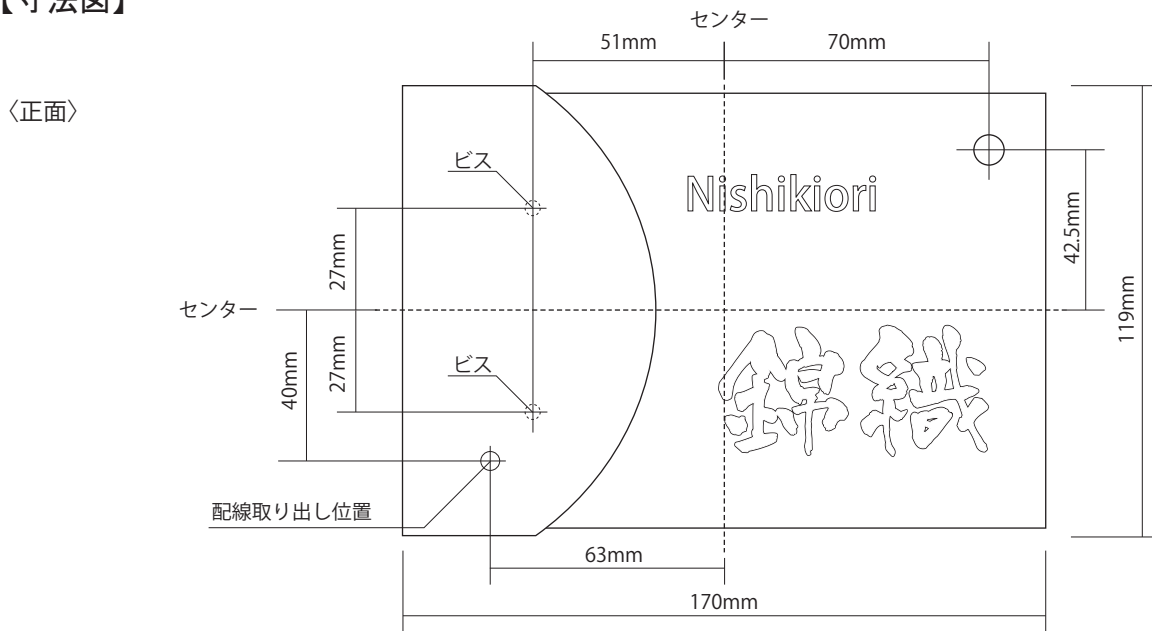 【寸法図】
センター
51mm
70mm
〈正面〉
ビス
Nishikiori
27mm
42.5mm
センター
119mm
40mm
27mm
ビス
錦織
配線取り出し位置
63mm
170mm